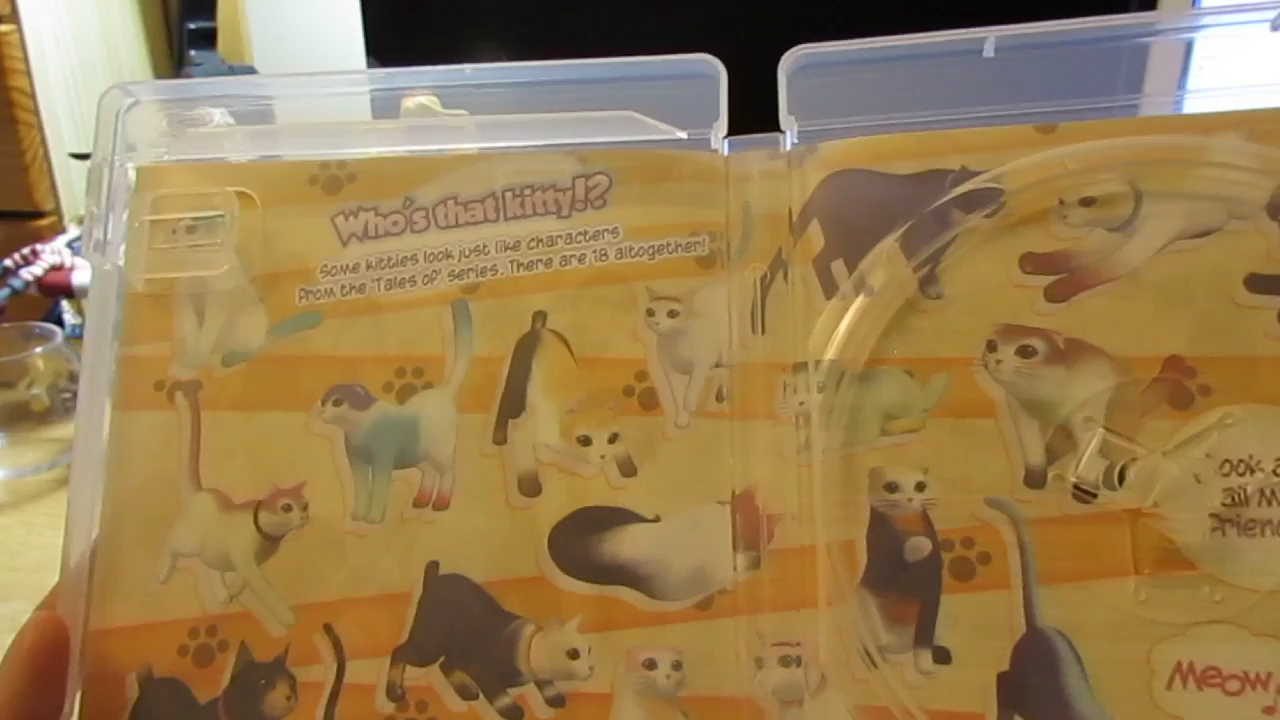 Who's that kitty!?
Some kitties look just like characters
from the 'Tales of' series. There are 18 altogether!
Meow